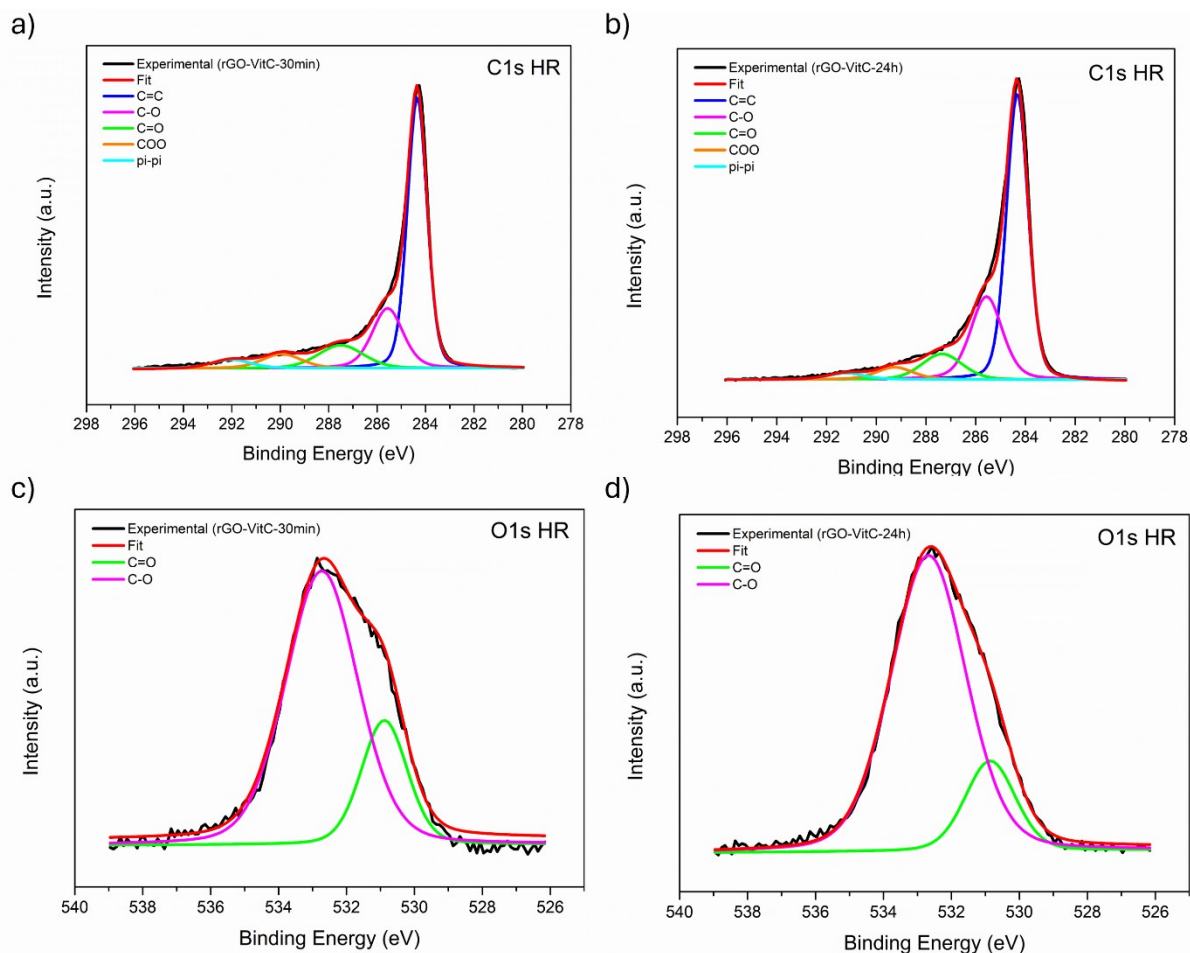 a)
Experimental (rGO-VitC-30min)
Fit
C=C
C-O
C=O
COO
pi-pi
C1s HR
Intensity (a.u.)
298 296 294 292 290 288 286 284 282 280 278
Binding Energy (eV)
b)
Experimental (rGO-VitC-24h)
Fit
C=C
C-O
C=O
COO
pi-pi
C1s HR
Intensity (a.u.)
298 296 294 292 290 288 286 284 282 280 278
Binding Energy (eV)
c)
Experimental (rGO-VitC-30min)
Fit
C=O
C-O
O1s HR
Intensity (a.u.)
540 538 536 534 532 530 528 526
Binding Energy (eV)
d)
Experimental (rGO-VitC-24h)
Fit
C=O
C-O
O1s HR
Intensity (a.u.)
540 538 536 534 532 530 528 526
Binding Energy (eV)